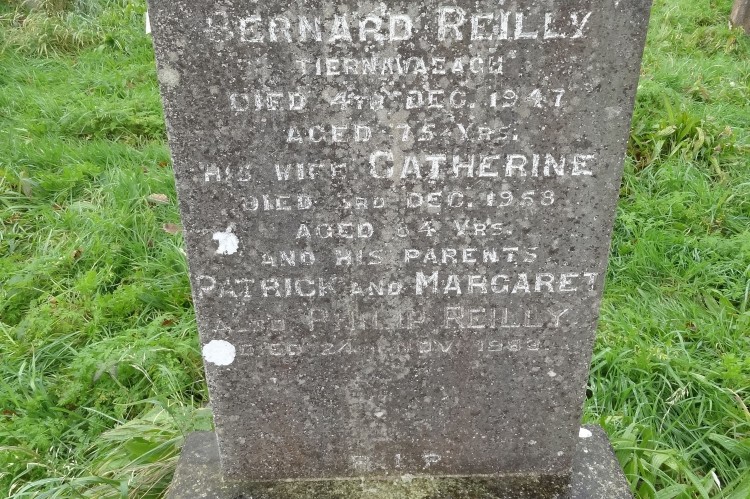 BERNARD REILLY
DIED 4TH DEC. 1947
AGED 75 YRS.
HIS WIFE CATHERINE
DIED 3RD DEC. 1958
AGED 84 YRS.
AND HIS PARENTS
PATRICK AND MARGARET
ALSO PHILIP REILLY
DIED 24 NOV
R.I.P.